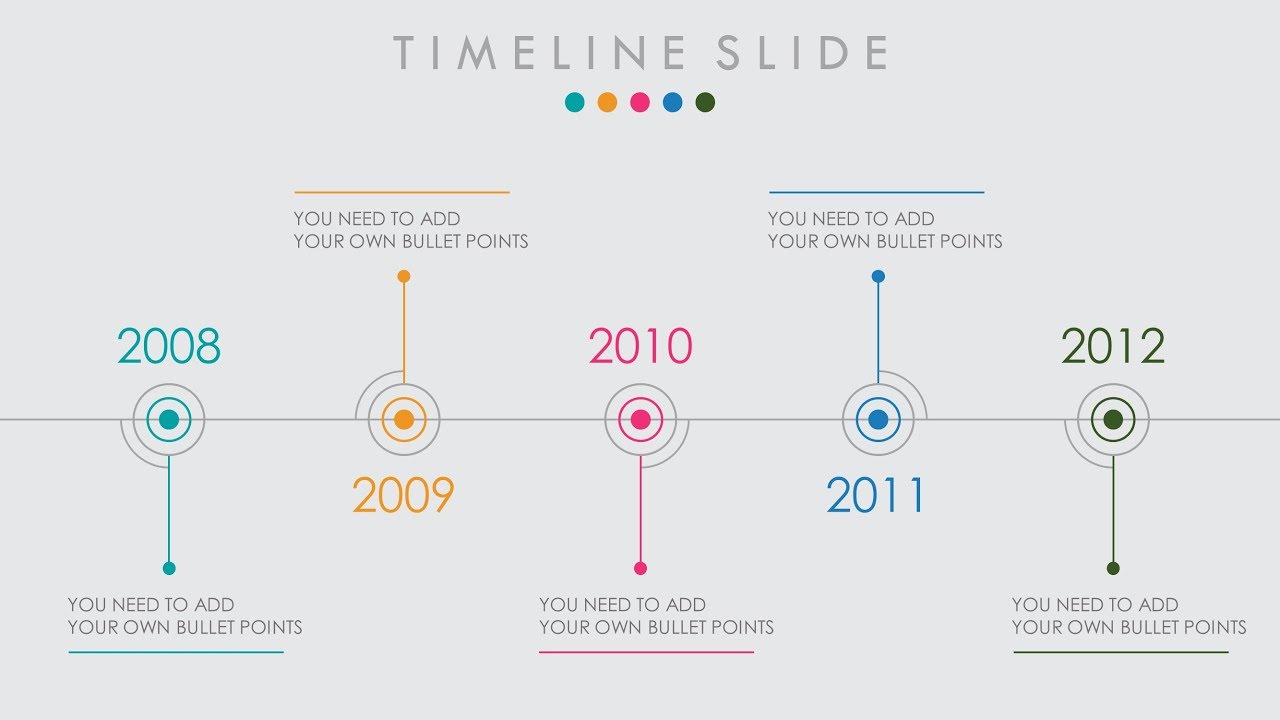 TIMELINE SLIDE
YOU NEED TO ADD
YOUR OWN BULLET POINTS
YOU NEED TO ADD
YOUR OWN BULLET POINTS
2008
2010
2012
2009
2011
YOU NEED TO ADD
YOUR OWN BULLET POINTS
YOU NEED TO ADD
YOUR OWN BULLET POINTS
YOU NEED TO ADD
YOUR OWN BULLET POINTS